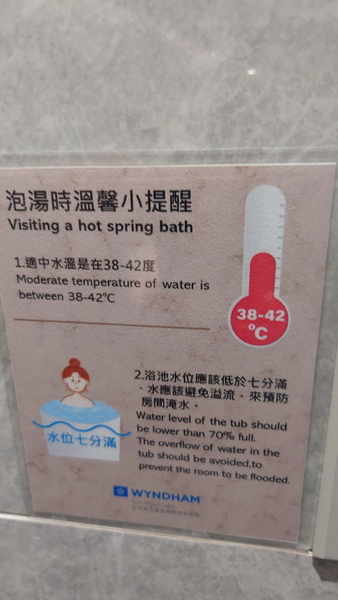 泡湯時溫馨小提醒
Visiting a hot spring bath
1.適中水溫是在38-42度
Moderate temperature of water is
between 38-42℃
38-42
℃
2.浴池水位應該低於七分滿
、水應該避免溢流、來預防
房間淹水。
Water level of the tub should
be lower than 70% full.
The overflow of water in the
tub should be avoided,to
prevent the room to be flooded.
水位七分滿
WYNDHAM